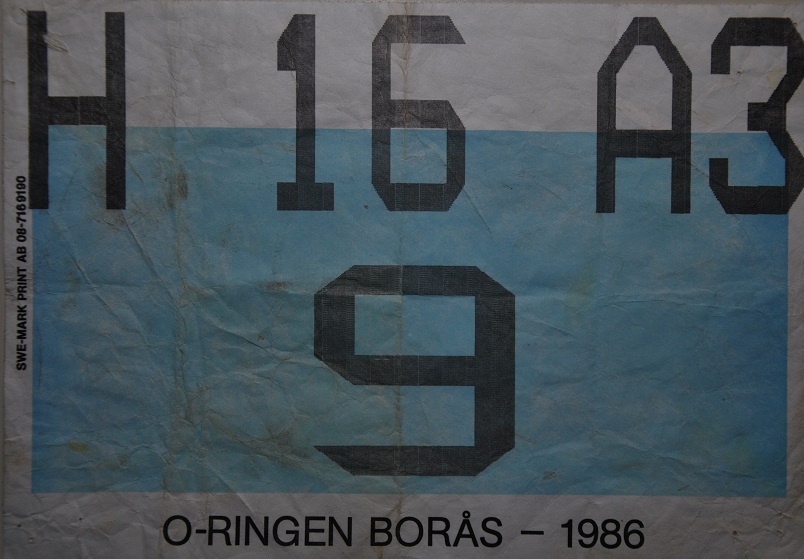 H 16 A3
9
SWE-MARK PRINT AB 08-7169190
O-RINGEN BORÅS – 1986